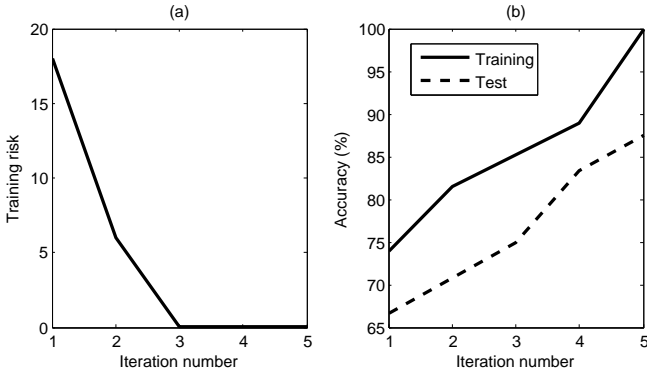 (a)
20
15
10
5
0
Training risk
1 2 3 4 5
Iteration number
(b)
100
95
90
85
80
75
70
65
Accuracy (%)
Training
Test
1 2 3 4 5
Iteration number